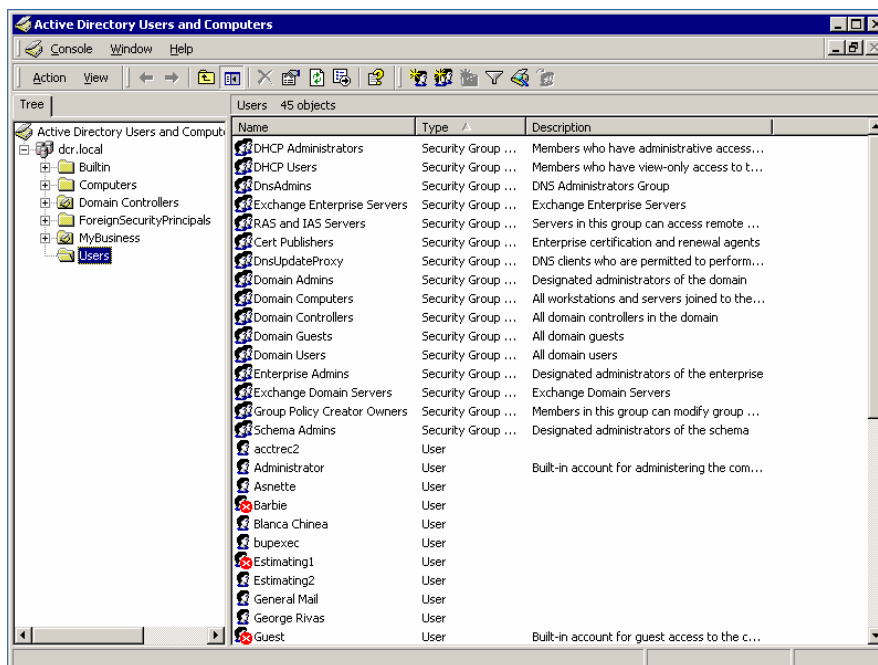 Active Directory Users and Computers
Console Window Help
Action View
Tree
Users 45 objects
Active Directory Users and Comput
dcr.local
Builtin
Computers
Domain Controllers
ForeignSecurityPrincipals
MyBusiness
Users
Name Type Description
DHCP Administrators Security Group ... Members who have administrative access...
DHCP Users Security Group ... Members who have view-only access to t...
DnsAdmins Security Group ... DNS Administrators Group
Exchange Enterprise Servers Security Group ... Exchange Enterprise Servers
RAS and IAS Servers Security Group ... Servers in this group can access remote ...
Cert Publishers Security Group ... Enterprise certification and renewal agents
DnsUpdateProxy Security Group ... DNS clients who are permitted to perform...
Domain Admins Security Group ... Designated administrators of the domain
Domain Computers Security Group ... All workstations and servers joined to the...
Domain Controllers Security Group ... All domain controllers in the domain
Domain Guests Security Group ... All domain guests
Domain Users Security Group ... All domain users
Enterprise Admins Security Group ... Designated administrators of the enterprise
Exchange Domain Servers Security Group ... Exchange Domain Servers
Group Policy Creator Owners Security Group ... Members in this group can modify group ...
Schema Admins Security Group ... Designated administrators of the schema
acctrec2 User
Administrator User Built-in account for administering the com...
Asnette User
Barbie User
Blanca Chinea User
bupexec User
Estimating1 User
Estimating2 User
General Mail User
George Rivas User
Guest User Built-in account for guest access to the c...